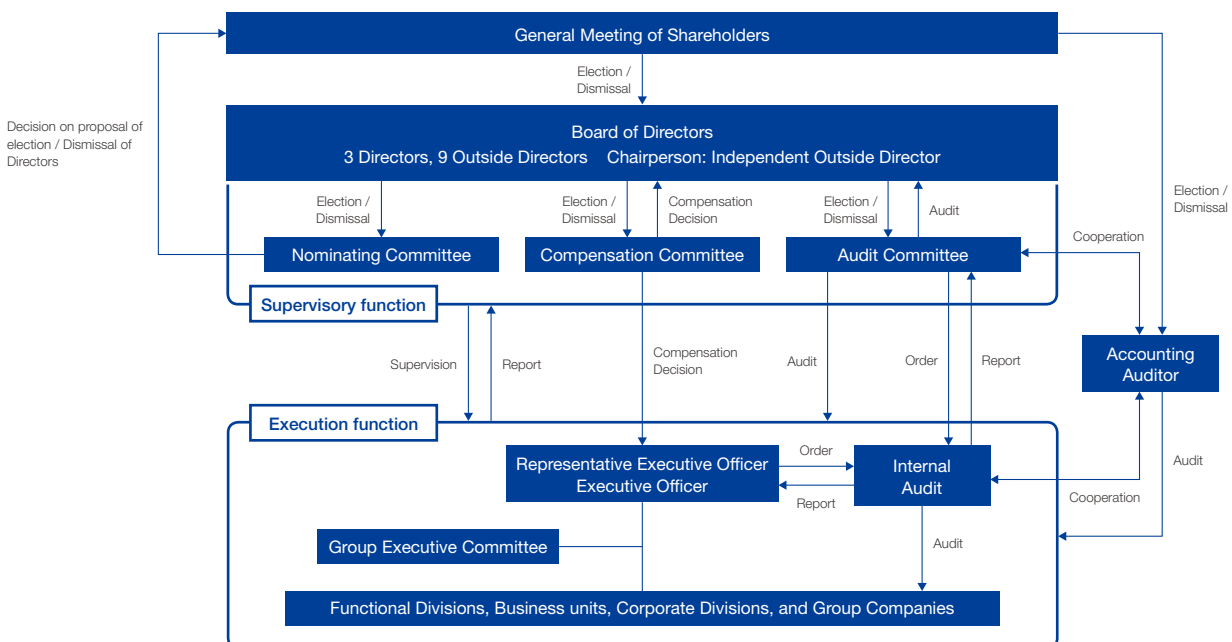 General Meeting of Shareholders
Election /
Dismissal
Decision on proposal of
election / Dismissal of
Directors
Board of Directors
3 Directors, 9 Outside Directors Chairperson: Independent Outside Director
Election /
Dismissal
Election /
Dismissal
Compensation
Decision
Election /
Dismissal
Audit
Election /
Dismissal
Cooperation
Nominating Committee
Compensation Committee
Audit Committee
Supervisory function
Supervision
Report
Compensation
Decision
Audit
Order
Report
Accounting
Auditor
Execution function
Representative Executive Officer
Executive Officer
Order
Report
Internal
Audit
Audit
Cooperation
Group Executive Committee
Audit
Functional Divisions, Business units, Corporate Divisions, and Group Companies